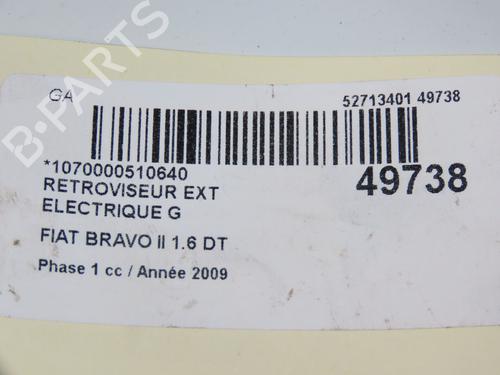 B-PARTS
GA
52713401 49738
*1070000510640
49738
RETROVISEUR EXT
ELECTRIQUE G
FIAT BRAVO II 1.6 DT
Phase 1 cc / Année 2009